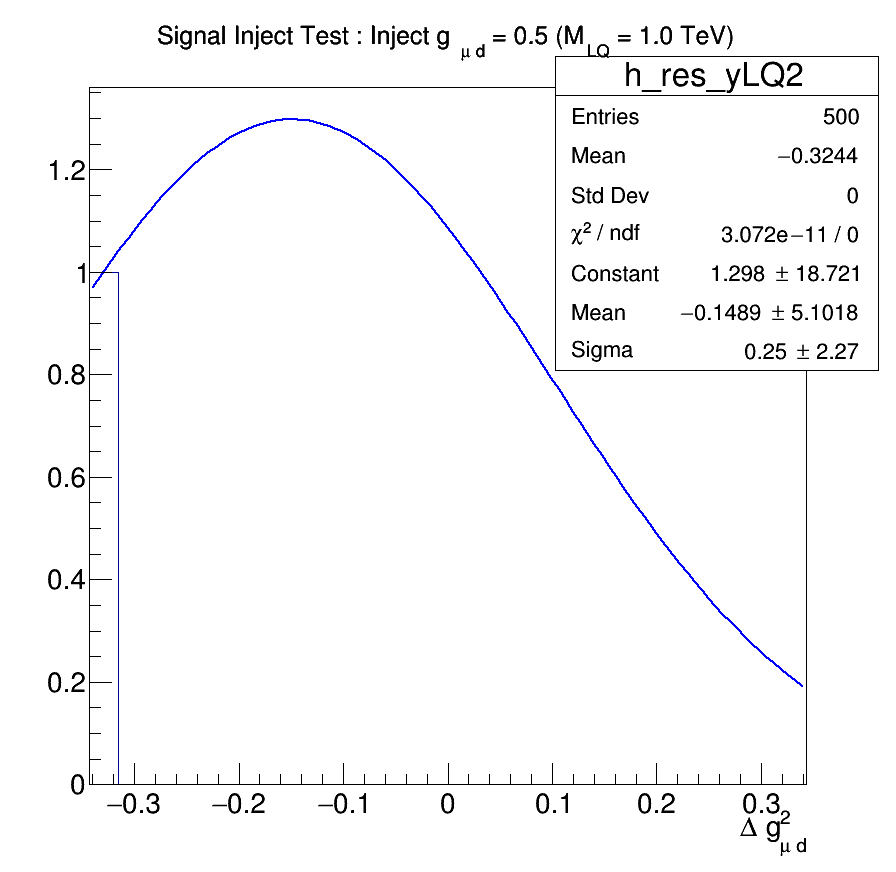 Signal Inject Test : Inject g μ d = 0.5 (M LQ = 1.0 TeV)
h_res_yLQ2
Entries 500
Mean −0.3244
Std Dev 0
χ² / ndf 3.072e−11 / 0
Constant 1.298 ± 18.721
Mean −0.1489 ± 5.1018
Sigma 0.25 ± 2.27
1.2
1
0.8
0.6
0.4
0.2
0
−0.3 −0.2 −0.1 0 0.1 0.2 0.3
Δ g² μ d